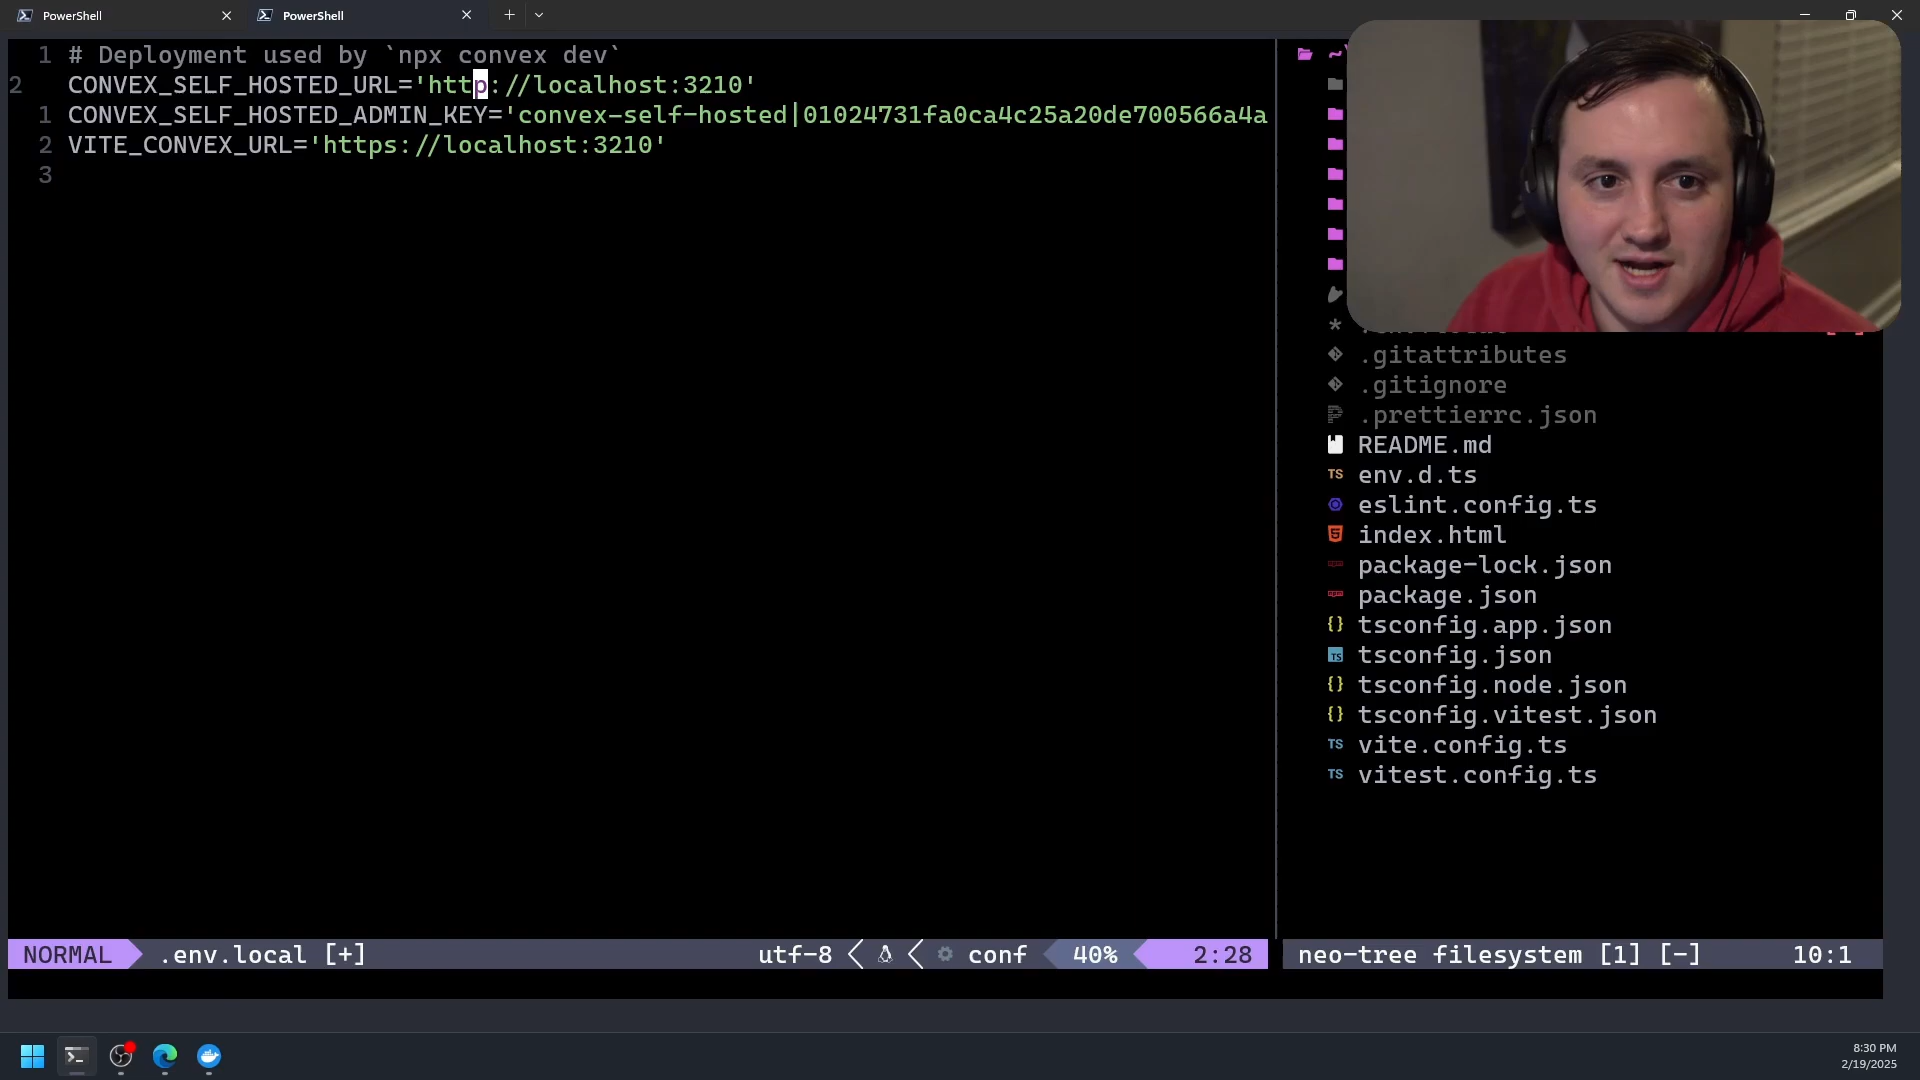 PowerShell
PowerShell
1 # Deployment used by `npx convex dev`
2 CONVEX_SELF_HOSTED_URL='http://localhost:3210'
1 CONVEX_SELF_HOSTED_ADMIN_KEY='convex-self-hosted|01024731fa0ca4c25a20de700566a4a
2 VITE_CONVEX_URL='https://localhost:3210'
3
.gitattributes
.gitignore
.prettierrc.json
README.md
TS env.d.ts
eslint.config.ts
index.html
package-lock.json
package.json
{} tsconfig.app.json
TS tsconfig.json
{} tsconfig.node.json
{} tsconfig.vitest.json
TS vite.config.ts
TS vitest.config.ts
NORMAL .env.local [+] utf-8 conf 40% 2:28
neo-tree filesystem [1] [-] 10:1
8:30 PM
2/19/2025